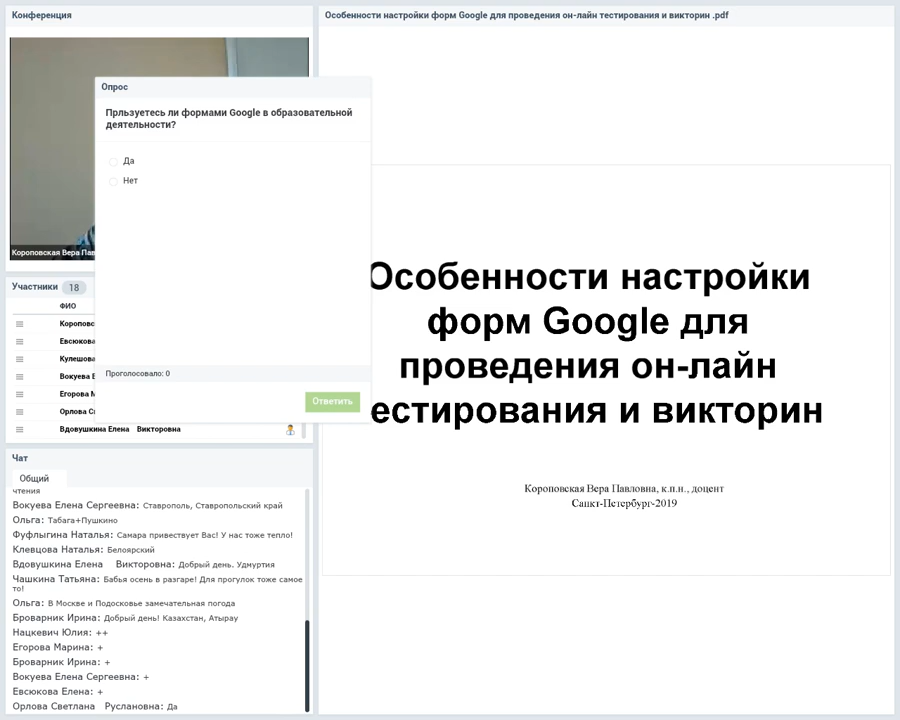 Конференция
Короповская Вера Пав
Опрос
Прльзуетесь ли формами Google в образовательной
деятельности?
Да
Нет
Проголосовало: 0
Ответить
Участники 18
ФИО
Коропово
Евсюкова
Кулешова
Вокуева Е
Егорова М
Орлова С
Вдовушкина Елена Викторовна
Чат
Общий
чтения
Вокуева Елена Сергеевна: Ставрополь, Ставропольский край
Ольга: Табага+Пушкино
Фуфлыгина Наталья: Самара приветствует Вас! У нас тоже тепло!
Клевцова Наталья: Белоярский
Вдовушкина Елена Викторовна: Добрый день. Удмуртия
Чашкина Татьяна: Бабья осень в разгаре! Для прогулок тоже самое
то!
Ольга: В Москве и Подосковье замечательная погода
Броварник Ирина: Добрый день! Казахстан, Атырау
Нацкевич Юлия: ++
Егорова Марина: +
Броварник Ирина: +
Вокуева Елена Сергеевна: +
Евсюкова Елена: +
Орлова Светлана Руслановна: Да
Особенности настройки форм Google для проведения он-лайн тестирования и викторин .pdf
Особенности настройки
форм Google для
проведения он-лайн
естирования и викторин
Короповская Вера Павловна, к.п.н., доцент
Санкт-Петербург-2019